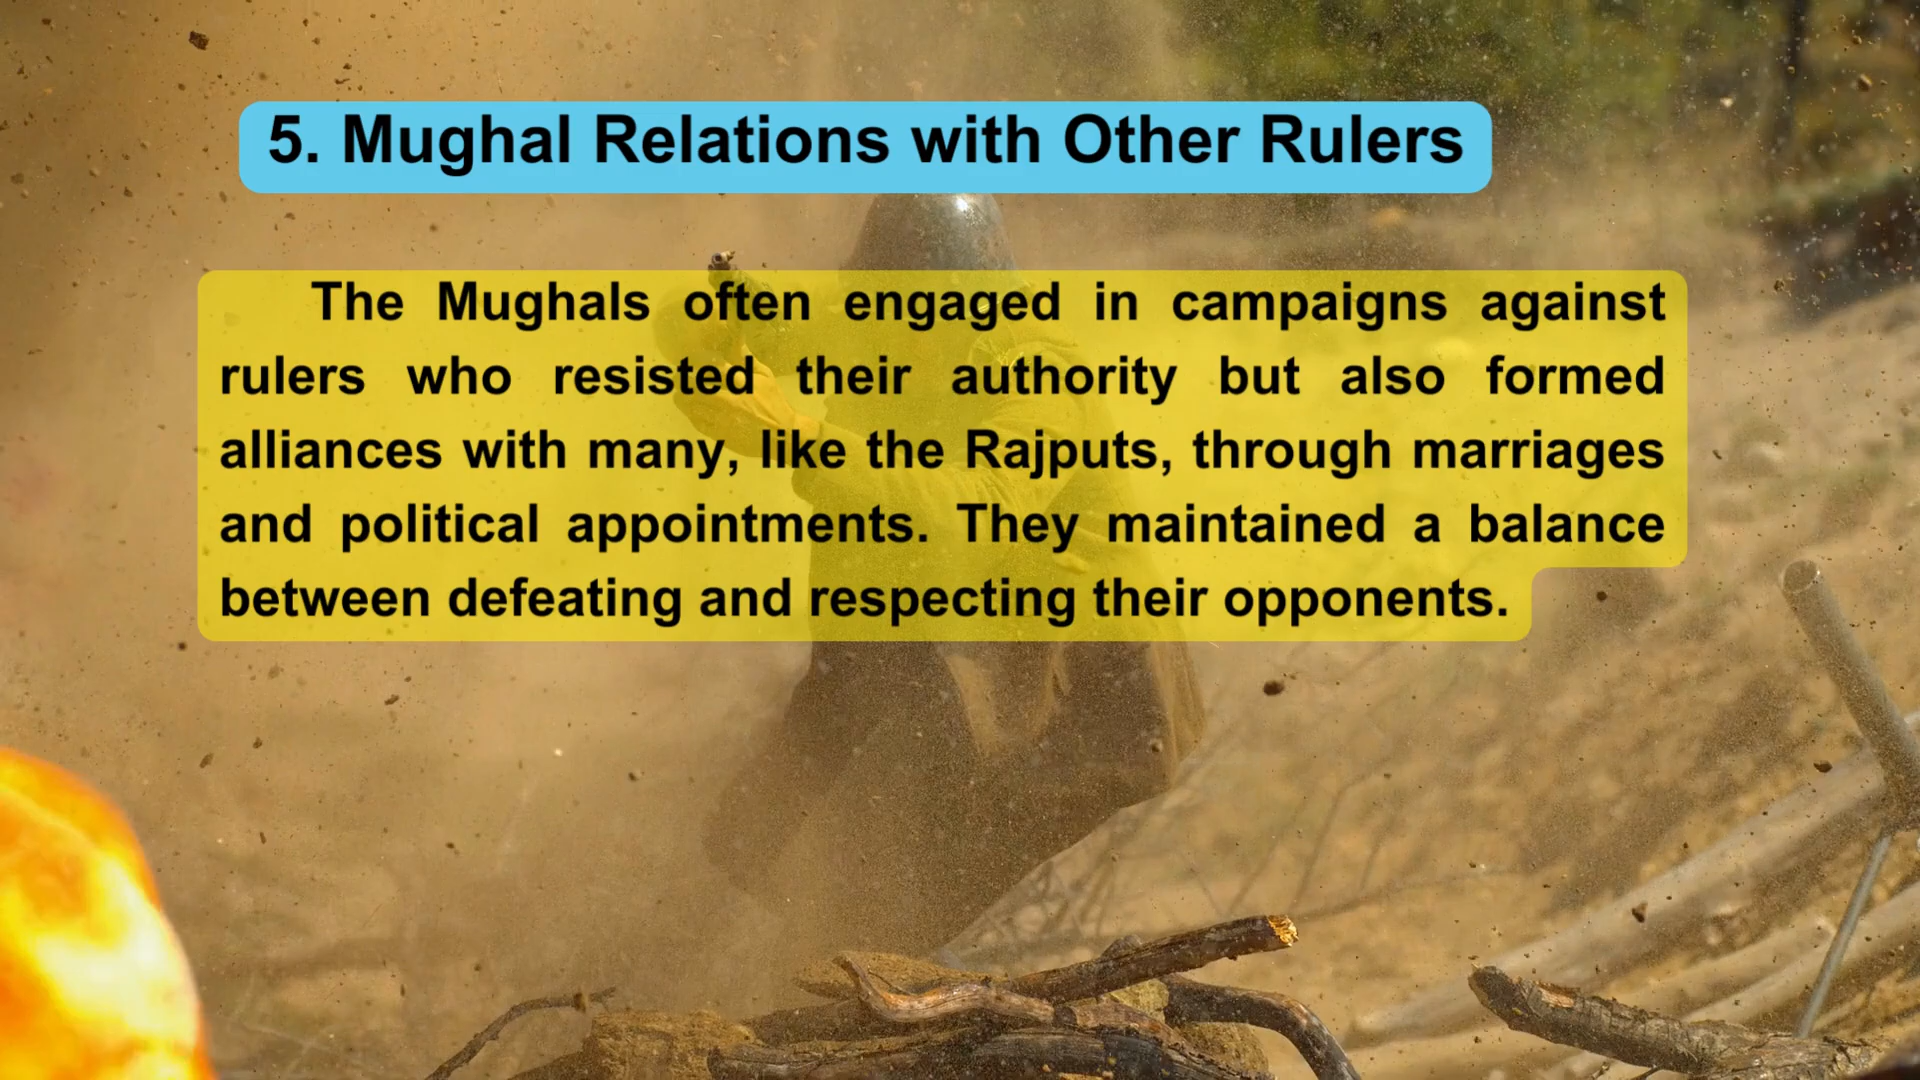 5. Mughal Relations with Other Rulers
The Mughals often engaged in campaigns against
rulers who resisted their authority but also formed
alliances with many, like the Rajputs, through marriages
and political appointments. They maintained a balance
between defeating and respecting their opponents.